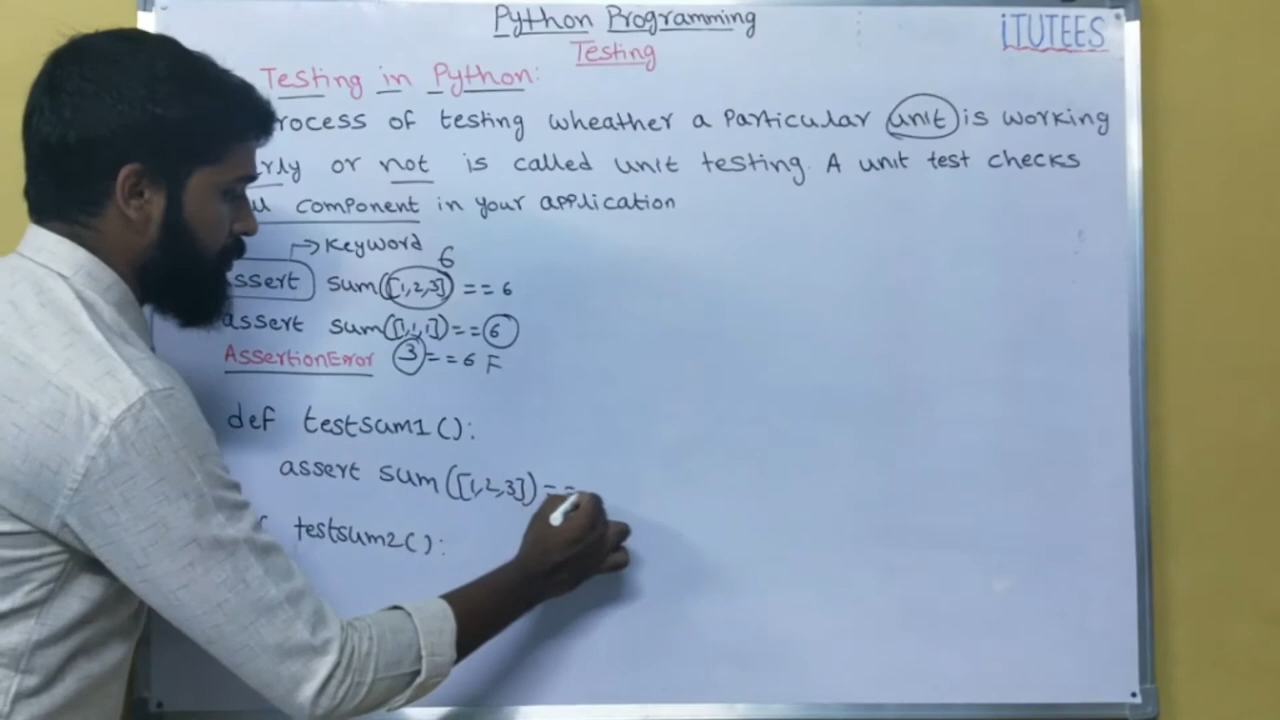 Python Programming
iTUTEES
Testing
Testing in Python:
rocess of testing wheather a Particular unit is working
rly or not is called unit testing. A unit test checks
component in your application
Keyword
6
assert sum([1,2,3]) == 6
assert sum([1,1,1]) == 6
AssertionError 3 == 6 F
def testsum1():
assert sum([1,2,3]) ==
testsum2():